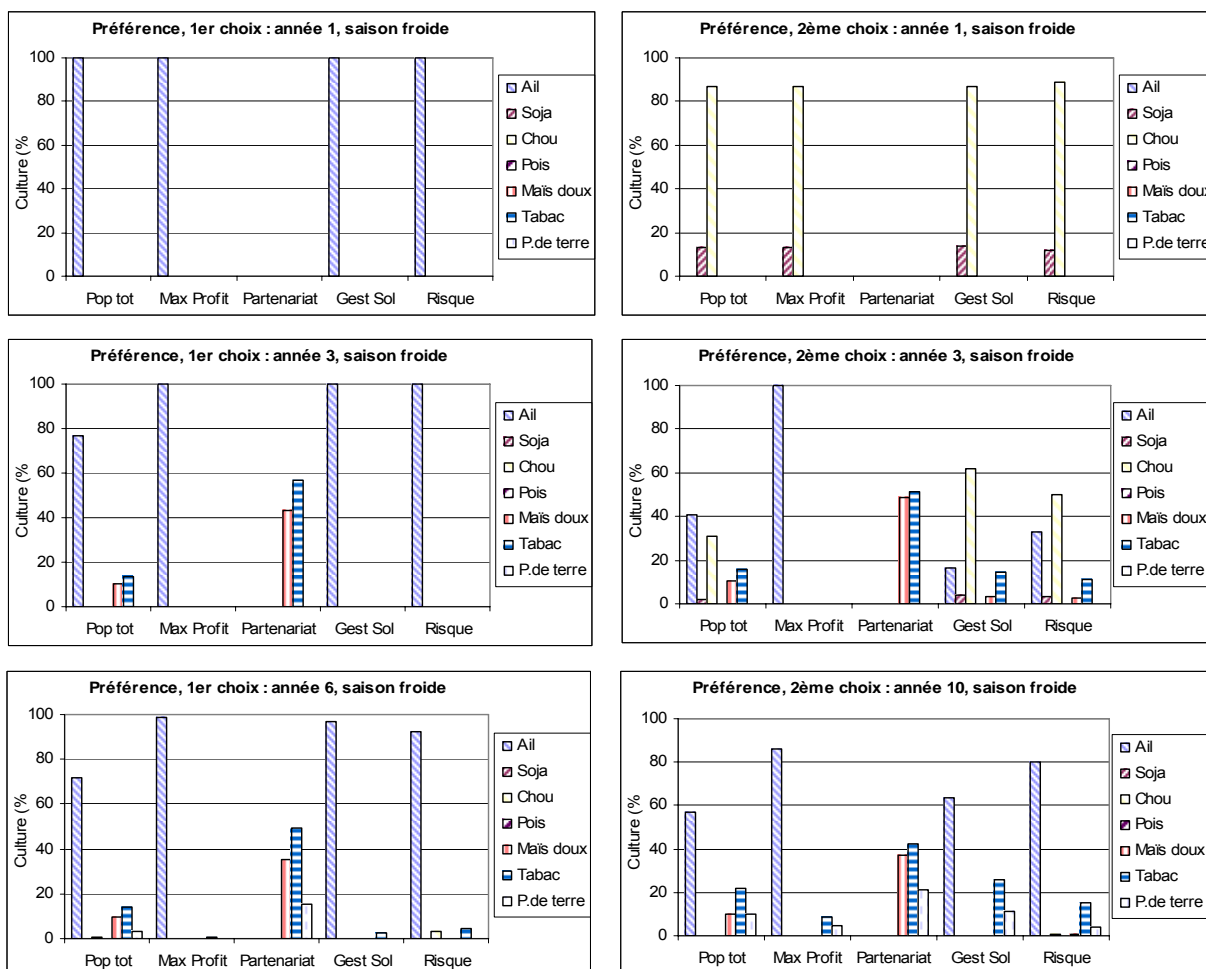 Préférence, 1er choix : année 1, saison froide
100
80
60
40
20
0
Culture (%
Pop tot Max Profit Partenariat Gest Sol Risque
Ail
Soja
Chou
Pois
Maïs doux
Tabac
P.de terre
Préférence, 2ème choix : année 1, saison froide
100
80
60
40
20
0
Culture (%
Pop tot Max Profit Partenariat Gest Sol Risque
Ail
Soja
Chou
Pois
Maïs doux
Tabac
P.de terre
Préférence, 1er choix : année 3, saison froide
100
80
60
40
20
0
Culture (%
Pop tot Max Profit Partenariat Gest Sol Risque
Ail
Soja
Chou
Pois
Maïs doux
Tabac
P.de terre
Préférence, 2ème choix : année 3, saison froide
100
80
60
40
20
0
Culture (%
Pop tot Max Profit Partenariat Gest Sol Risque
Ail
Soja
Chou
Pois
Maïs doux
Tabac
P.de terre
Préférence, 1er choix : année 6, saison froide
100
80
60
40
20
0
Culture (%
Pop tot Max Profit Partenariat Gest Sol Risque
Ail
Soja
Chou
Pois
Maïs doux
Tabac
P.de terre
Préférence, 2ème choix : année 10, saison froide
100
80
60
40
20
0
Culture (%
Pop tot Max Profit Partenariat Gest Sol Risque
Ail
Soja
Chou
Pois
Maïs doux
Tabac
P.de terre